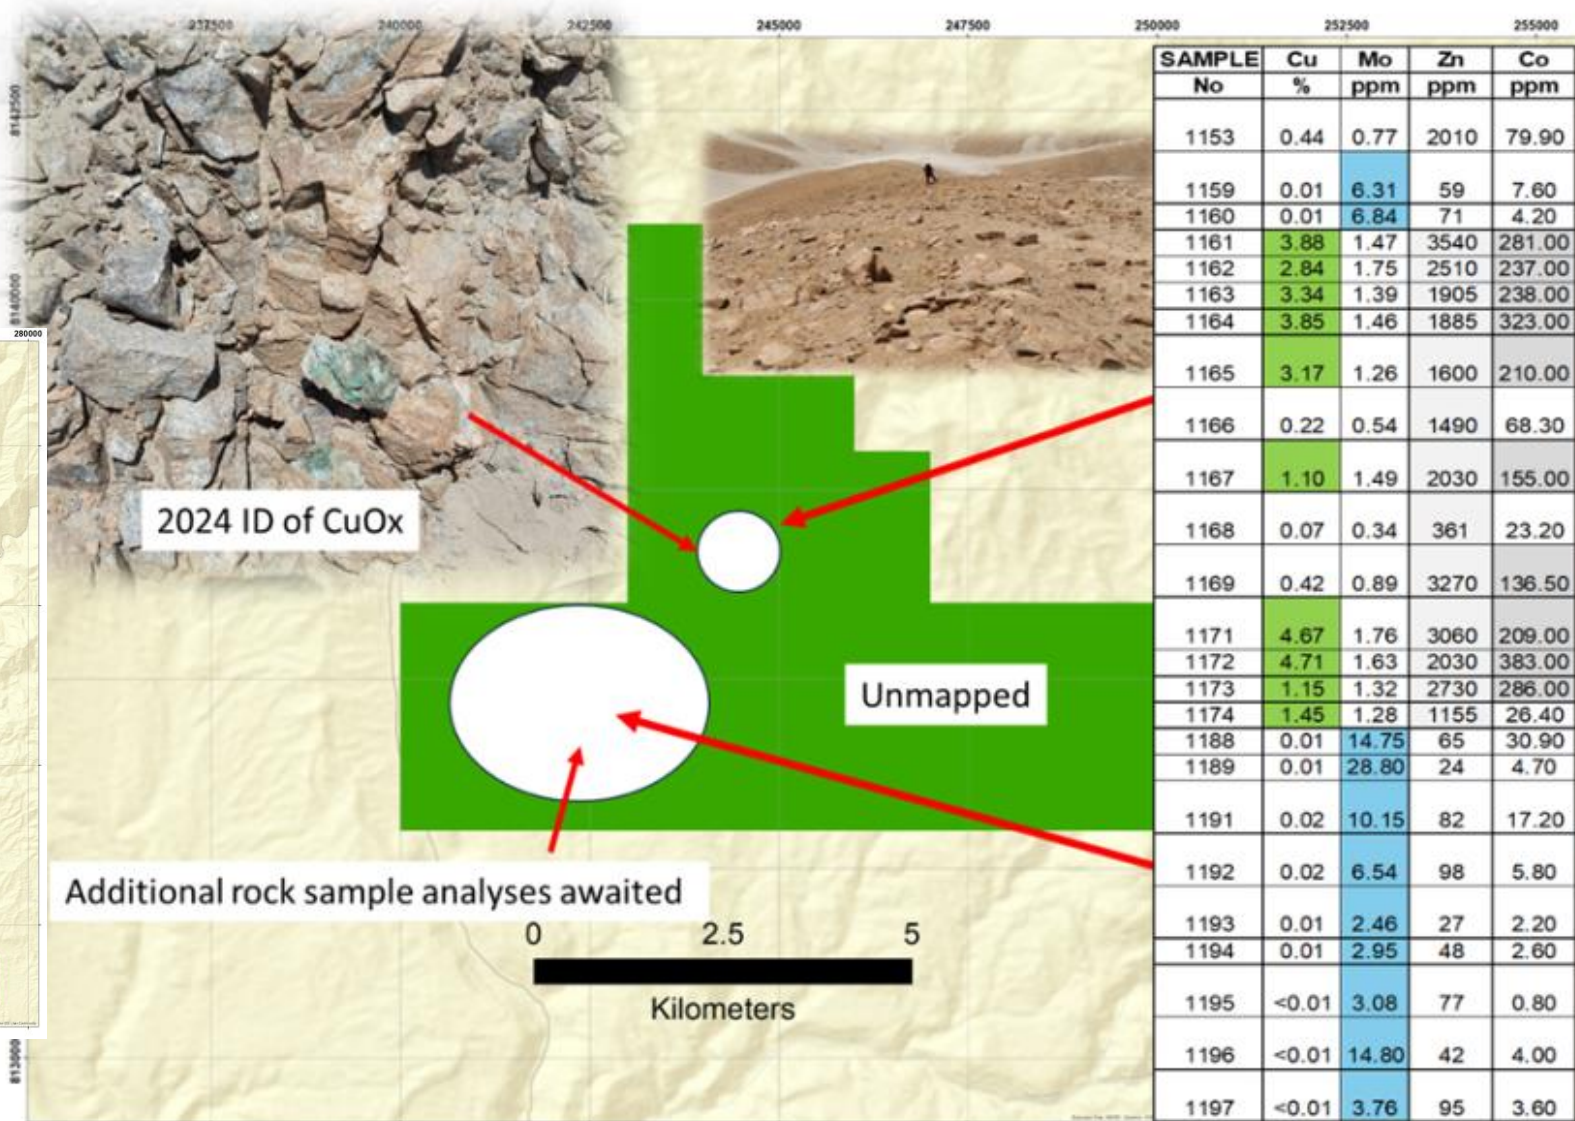 237500 240000 242500 245000 247500 250000 252500 255000
8142500
8140000
280000
2024 ID of CuOx
Unmapped
Additional rock sample analyses awaited
0 2.5 5
Kilometers
SAMPLE Cu Mo Zn Co
No % ppm ppm ppm
1153 0.44 0.77 2010 79.90
1159 0.01 6.31 59 7.60
1160 0.01 6.84 71 4.20
1161 3.88 1.47 3540 281.00
1162 2.84 1.75 2510 237.00
1163 3.34 1.39 1905 238.00
1164 3.85 1.46 1885 323.00
1165 3.17 1.26 1600 210.00
1166 0.22 0.54 1490 68.30
1167 1.10 1.49 2030 155.00
1168 0.07 0.34 361 23.20
1169 0.42 0.89 3270 136.50
1171 4.67 1.76 3060 209.00
1172 4.71 1.63 2030 383.00
1173 1.15 1.32 2730 286.00
1174 1.45 1.28 1155 26.40
1188 0.01 14.75 65 30.90
1189 0.01 28.80 24 4.70
1191 0.02 10.15 82 17.20
1192 0.02 6.54 98 5.80
1193 0.01 2.46 27 2.20
1194 0.01 2.95 48 2.60
1195 <0.01 3.08 77 0.80
1196 <0.01 14.80 42 4.00
1197 <0.01 3.76 95 3.60